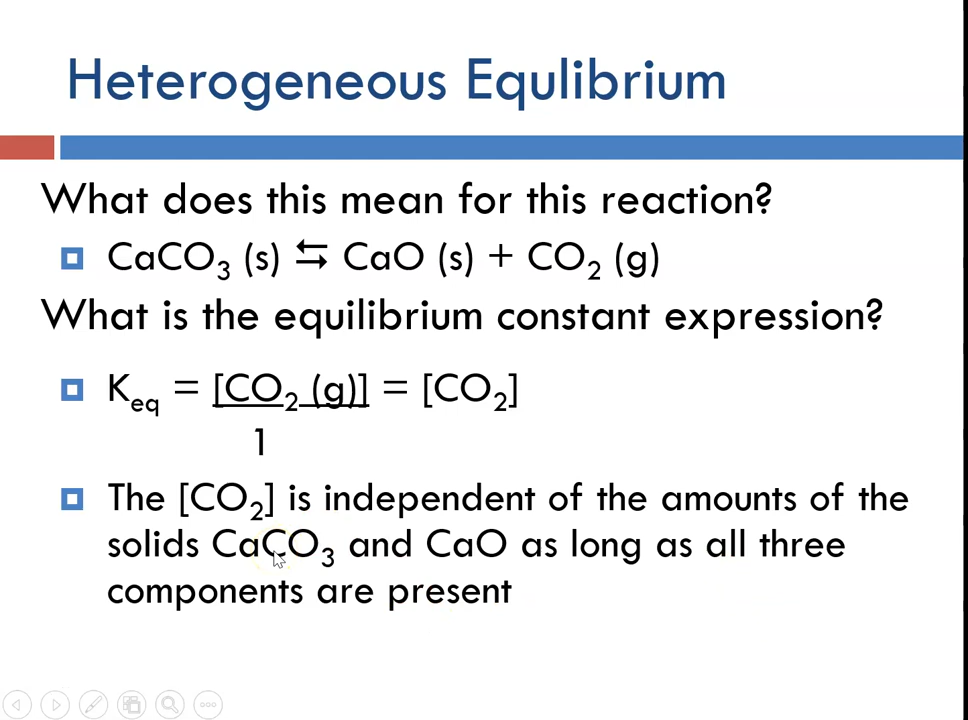 Heterogeneous Equlibrium
What does this mean for this reaction?
CaCO₃ (s) ⇆ CaO (s) + CO₂ (g)
What is the equilibrium constant expression?
Keq = [CO₂ (g)] = [CO₂]
1
The [CO₂] is independent of the amounts of the
solids CaCO₃ and CaO as long as all three
components are present